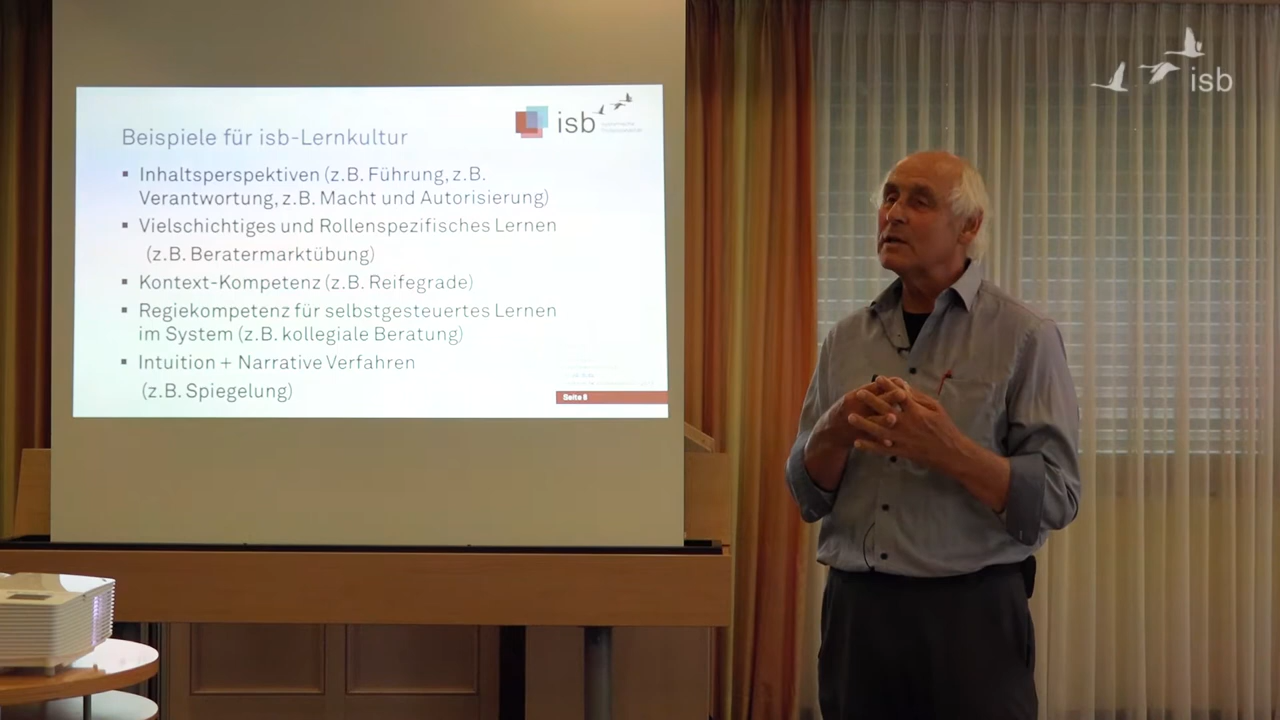 isb
isb
Beispiele für isb-Lernkultur
▪ Inhaltsperspektiven (z.B. Führung, z.B.
Verantwortung, z.B. Macht und Autorisierung)
▪ Vielschichtiges und Rollenspezifisches Lernen
(z.B. Beratermarktübung)
▪ Kontext-Kompetenz (z.B. Reifegrade)
▪ Regiekompetenz für selbstgesteuertes Lernen
im System (z.B. kollegiale Beratung)
▪ Intuition + Narrative Verfahren
(z.B. Spiegelung)
Seite 8